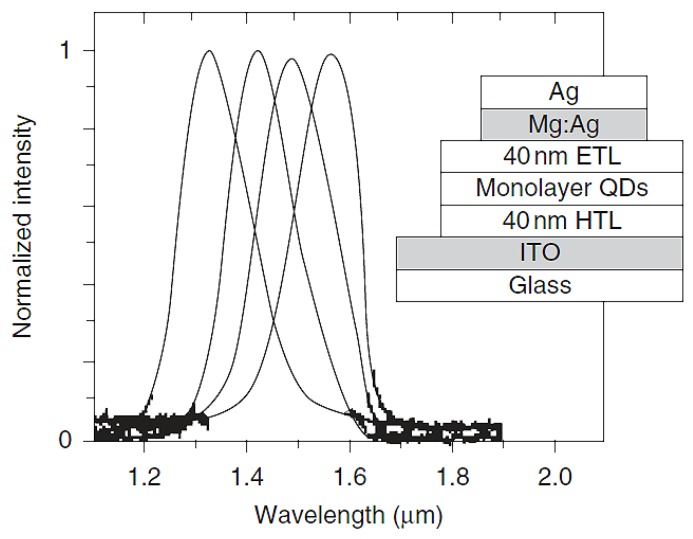 1
Normalized intensity
0
1.2 1.4 1.6 1.8 2.0
Wavelength (μm)
Ag
Mg:Ag
40 nm ETL
Monolayer QDs
40 nm HTL
ITO
Glass